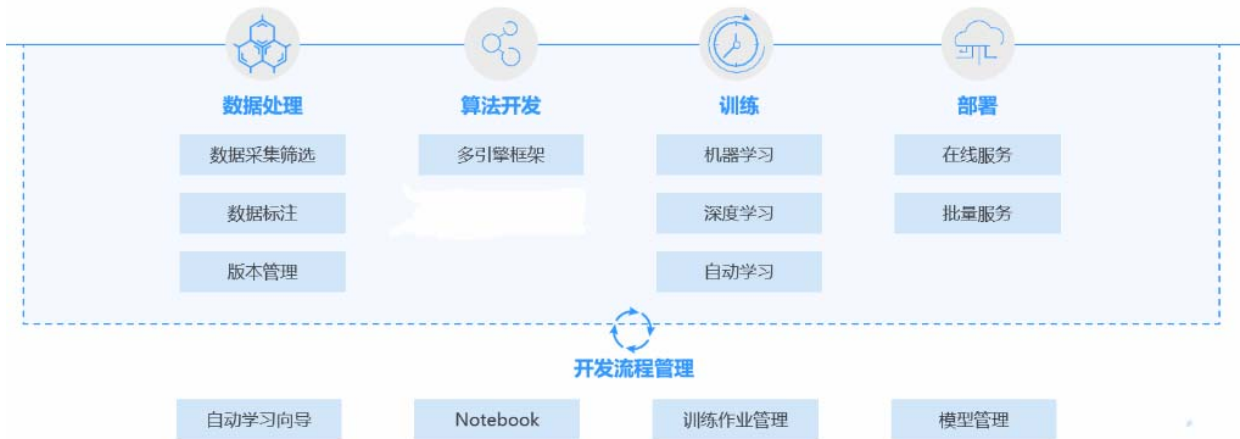 数据处理
算法开发
训练
部署
数据采集筛选
多引擎框架
机器学习
在线服务
数据标注
深度学习
批量服务
版本管理
自动学习
开发流程管理
自动学习向导
Notebook
训练作业管理
模型管理